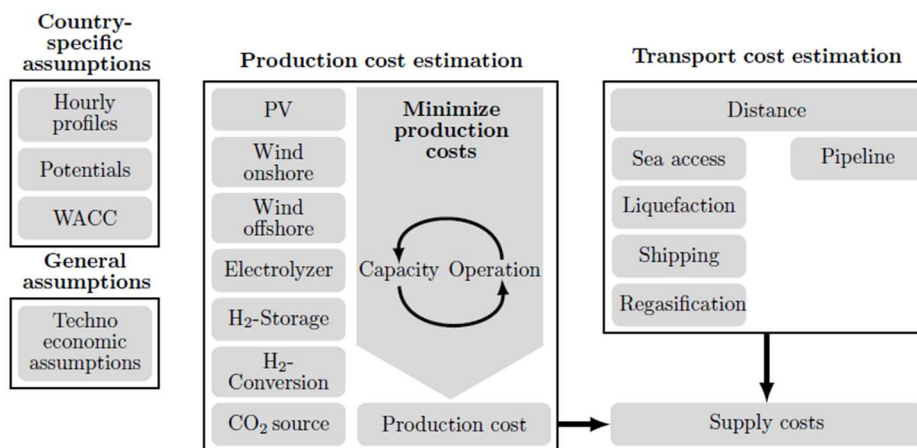 Country-
specific
assumptions
Hourly
profiles
Potentials
WACC
General
assumptions
Techno
economic
assumptions
Production cost estimation
PV
Wind
onshore
Wind
offshore
Electrolyzer
H₂-Storage
H₂-
Conversion
CO₂ source
Minimize
production
costs
Capacity Operation
Production cost
Transport cost estimation
Distance
Sea access
Pipeline
Liquefaction
Shipping
Regasification
Supply costs